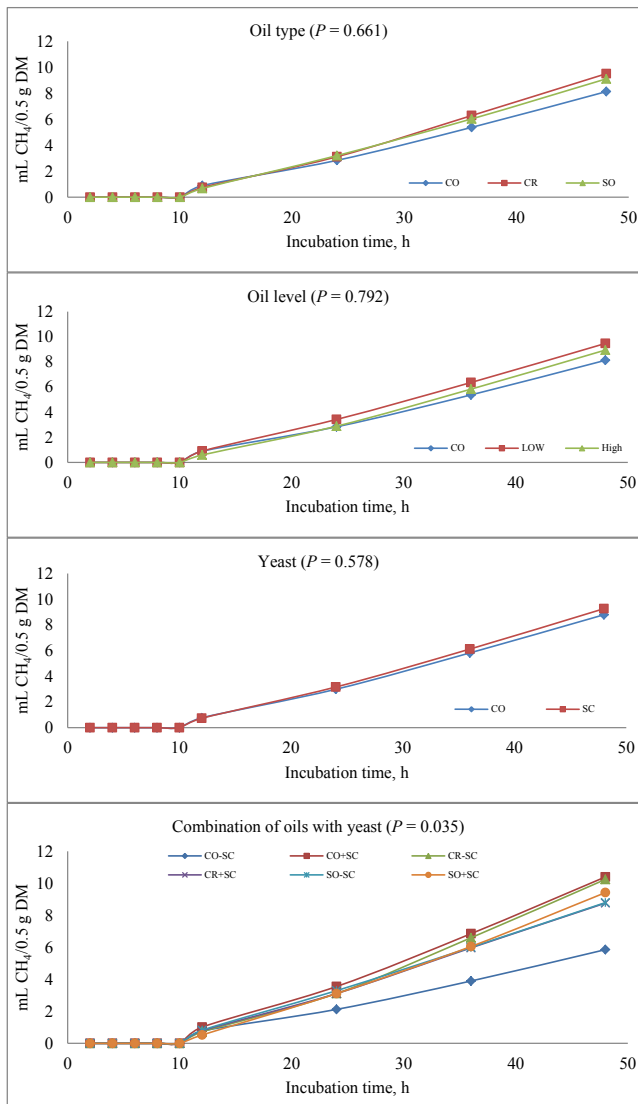 Oil type (P = 0.661)
mL CH₄/0.5 g DM
12
10
8
6
4
2
0
CO CR SO
0 10 20 30 40 50
Incubation time, h
Oil level (P = 0.792)
mL CH₄/0.5 g DM
12
10
8
6
4
2
0
CO LOW High
0 10 20 30 40 50
Incubation time, h
Yeast (P = 0.578)
mL CH₄/0.5 g DM
12
10
8
6
4
2
0
CO SC
0 10 20 30 40 50
Incubation time, h
Combination of oils with yeast (P = 0.035)
CO-SC CO+SC CR-SC
CR+SC SO-SC SO+SC
mL CH₄/0.5 g DM
12
10
8
6
4
2
0
0 10 20 30 40 50
Incubation time, h